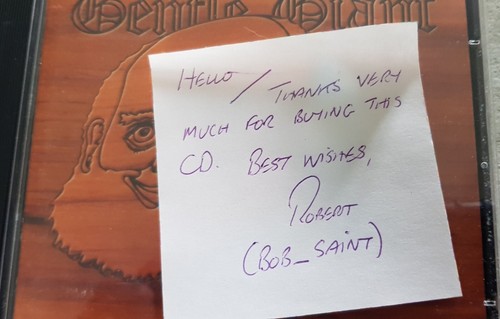 Gentle Giant
HELLO / THANKS VERY
MUCH FOR BUYING THIS
CD. BEST WISHES,
ROBERT
(BOB_SAINT)